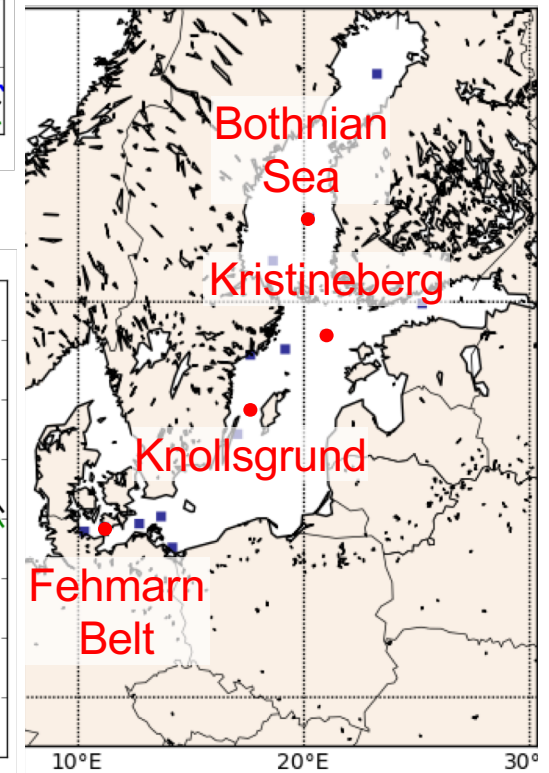 Bothnian
Sea
Kristineberg
Knollsgrund
Fehmarn
Belt
10°E
20°E
30°